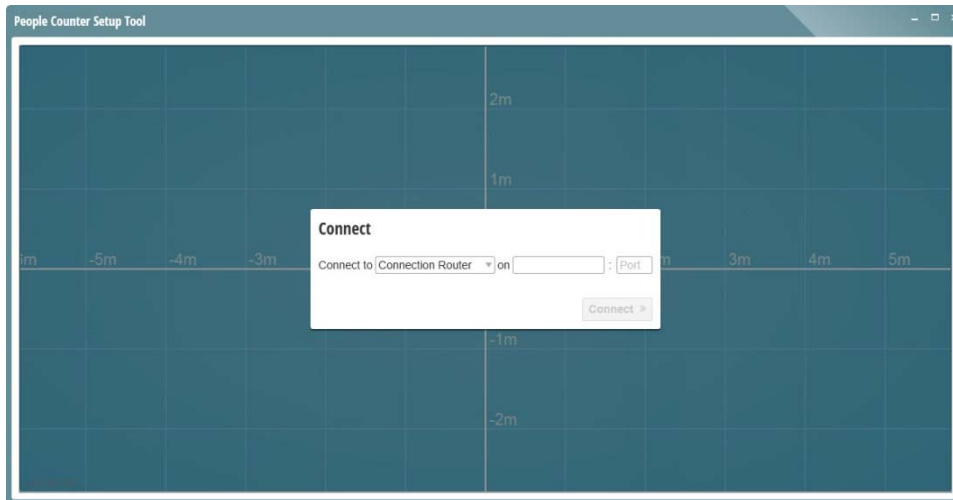 People Counter Setup Tool
2m
1m
-5m -4m -3m 3m 4m 5m
Connect
Connect to Connection Router on : Port
Connect »
-1m
-2m